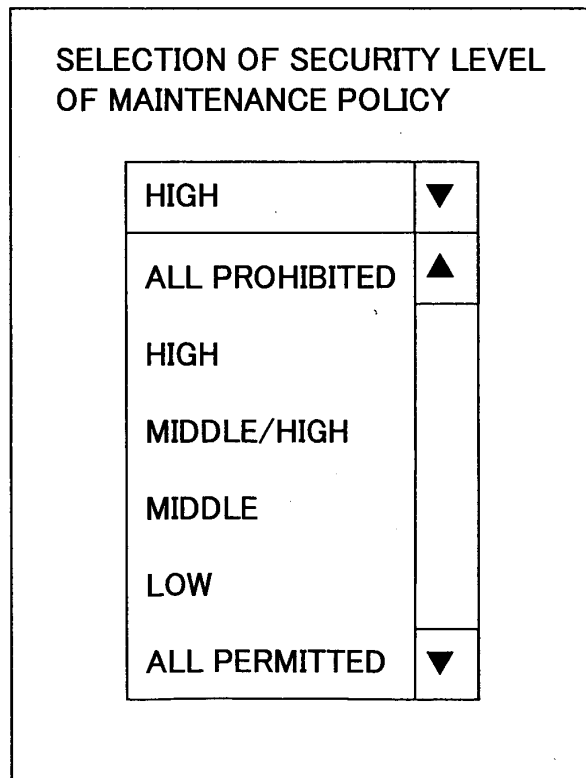 SELECTION OF SECURITY LEVEL
OF MAINTENANCE POLICY
HIGH ▼
ALL PROHIBITED ▲
HIGH
MIDDLE/HIGH
MIDDLE
LOW
ALL PERMITTED ▼